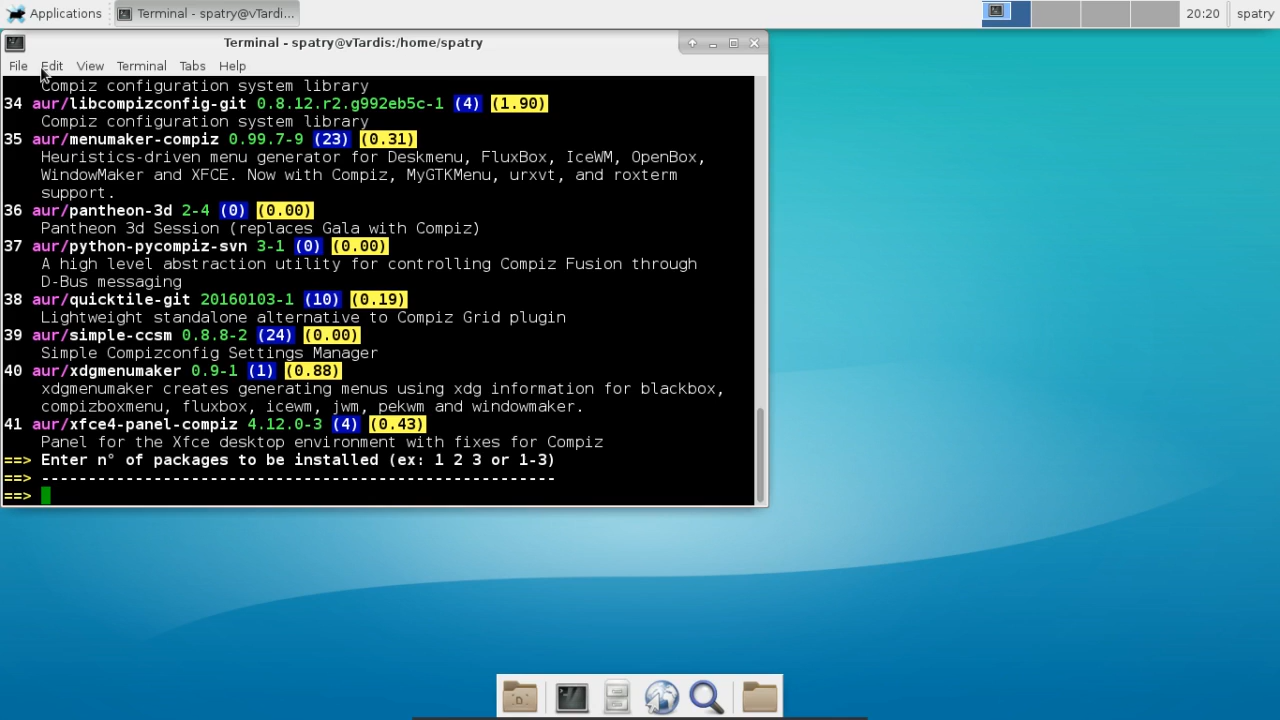 Applications
Terminal - spatry@vTardi...
20:20
spatry
Terminal - spatry@vTardis:/home/spatry
File Edit View Terminal Tabs Help
Compiz configuration system library
34 aur/libcompizconfig-git 0.8.12.r2.g992eb5c-1 (4) (1.90)
Compiz configuration system library
35 aur/menumaker-compiz 0.99.7-9 (23) (0.31)
Heuristics-driven menu generator for Deskmenu, FluxBox, IceWM, OpenBox,
WindowMaker and XFCE. Now with Compiz, MyGTKMenu, urxvt, and roxterm
support.
36 aur/pantheon-3d 2-4 (0) (0.00)
Pantheon 3d Session (replaces Gala with Compiz)
37 aur/python-pycompiz-svn 3-1 (0) (0.00)
A high level abstraction utility for controlling Compiz Fusion through
D-Bus messaging
38 aur/quicktile-git 20160103-1 (10) (0.19)
Lightweight standalone alternative to Compiz Grid plugin
39 aur/simple-ccsm 0.8.8-2 (24) (0.00)
Simple Compizconfig Settings Manager
40 aur/xdgmenumaker 0.9-1 (1) (0.88)
xdgmenumaker creates generating menus using xdg information for blackbox,
compizboxmenu, fluxbox, icewm, jwm, pekwm and windowmaker.
41 aur/xfce4-panel-compiz 4.12.0-3 (4) (0.43)
Panel for the Xfce desktop environment with fixes for Compiz
==> Enter n° of packages to be installed (ex: 1 2 3 or 1-3)
==> -------------------------------------------------------
==>